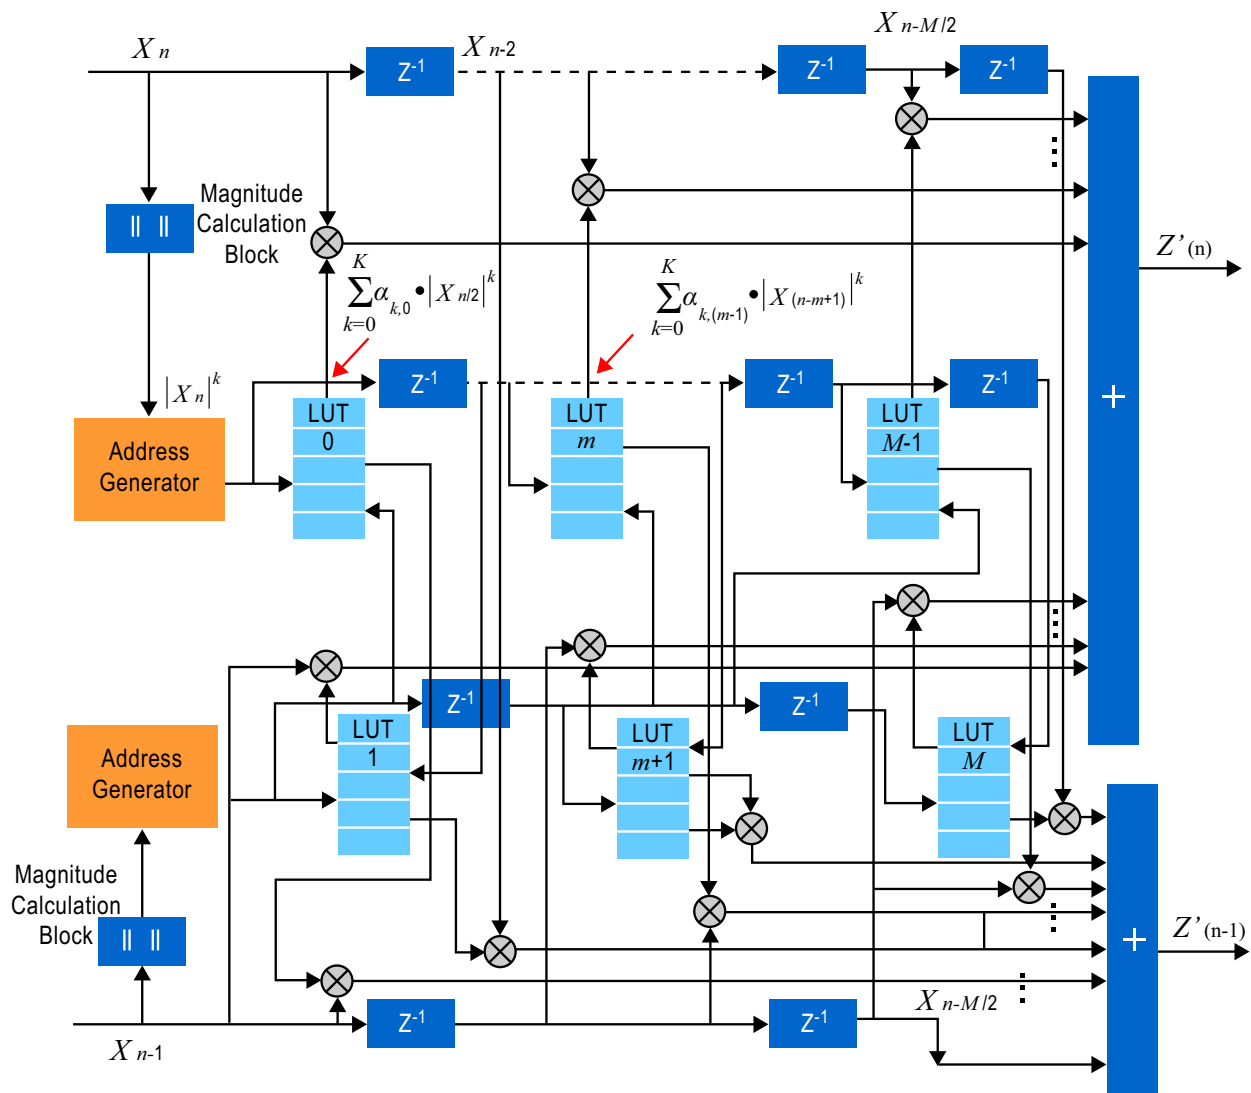 X n
X n-2
X n-M/2
Z-1
Z-1
Z-1
|| ||
Magnitude
Calculation
Block
Z'(n)
K
∑ α k,0 • |X n/2|^k
k=0
K
∑ α k,(m-1) • |X (n-m+1)|^k
k=0
|X n|^k
Z-1
Z-1
Z-1
+
LUT
0
LUT
m
LUT
M-1
Address
Generator
Z-1
Z-1
LUT
1
LUT
m+1
LUT
M
Address
Generator
Magnitude
Calculation
Block
|| ||
+
Z'(n-1)
X n-M/2
Z-1
Z-1
X n-1